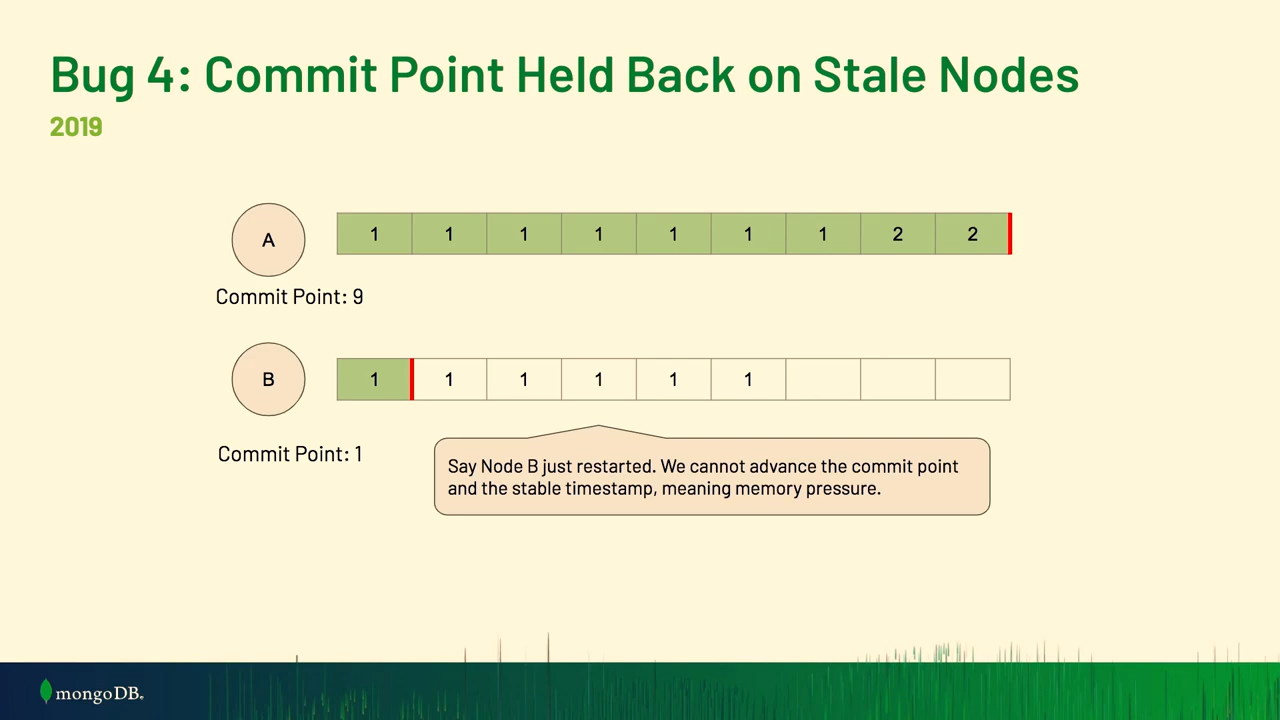 Bug 4: Commit Point Held Back on Stale Nodes
2019
A
1 1 1 1 1 1 1 2 2
Commit Point: 9
B
1 1 1 1 1 1
Commit Point: 1
Say Node B just restarted. We cannot advance the commit point
and the stable timestamp, meaning memory pressure.
mongoDB.